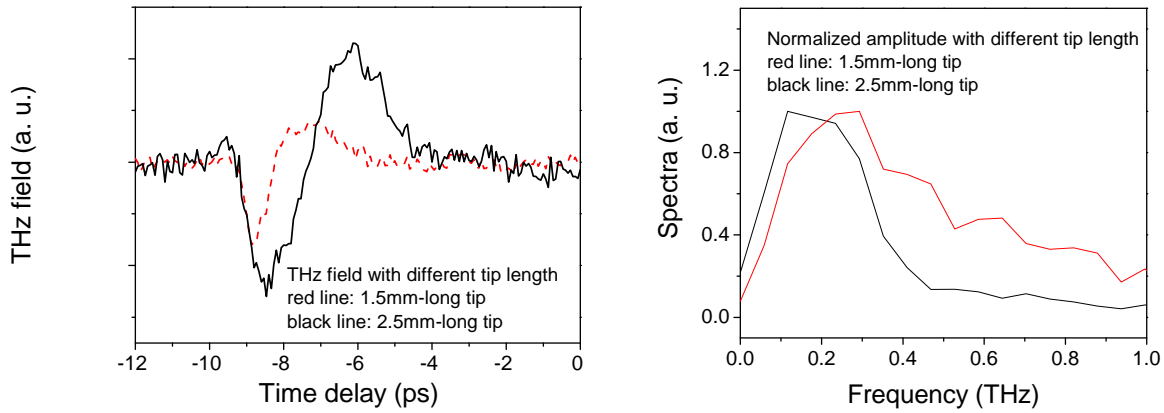 THz field (a. u.)
THz field with different tip length
red line: 1.5mm-long tip
black line: 2.5mm-long tip
-12 -10 -8 -6 -4 -2 0
Time delay (ps)
Spectra (a. u.)
1.2
0.8
0.4
0.0
Normalized amplitude with different tip length
red line: 1.5mm-long tip
black line: 2.5mm-long tip
0.0 0.2 0.4 0.6 0.8 1.0
Frequency (THz)